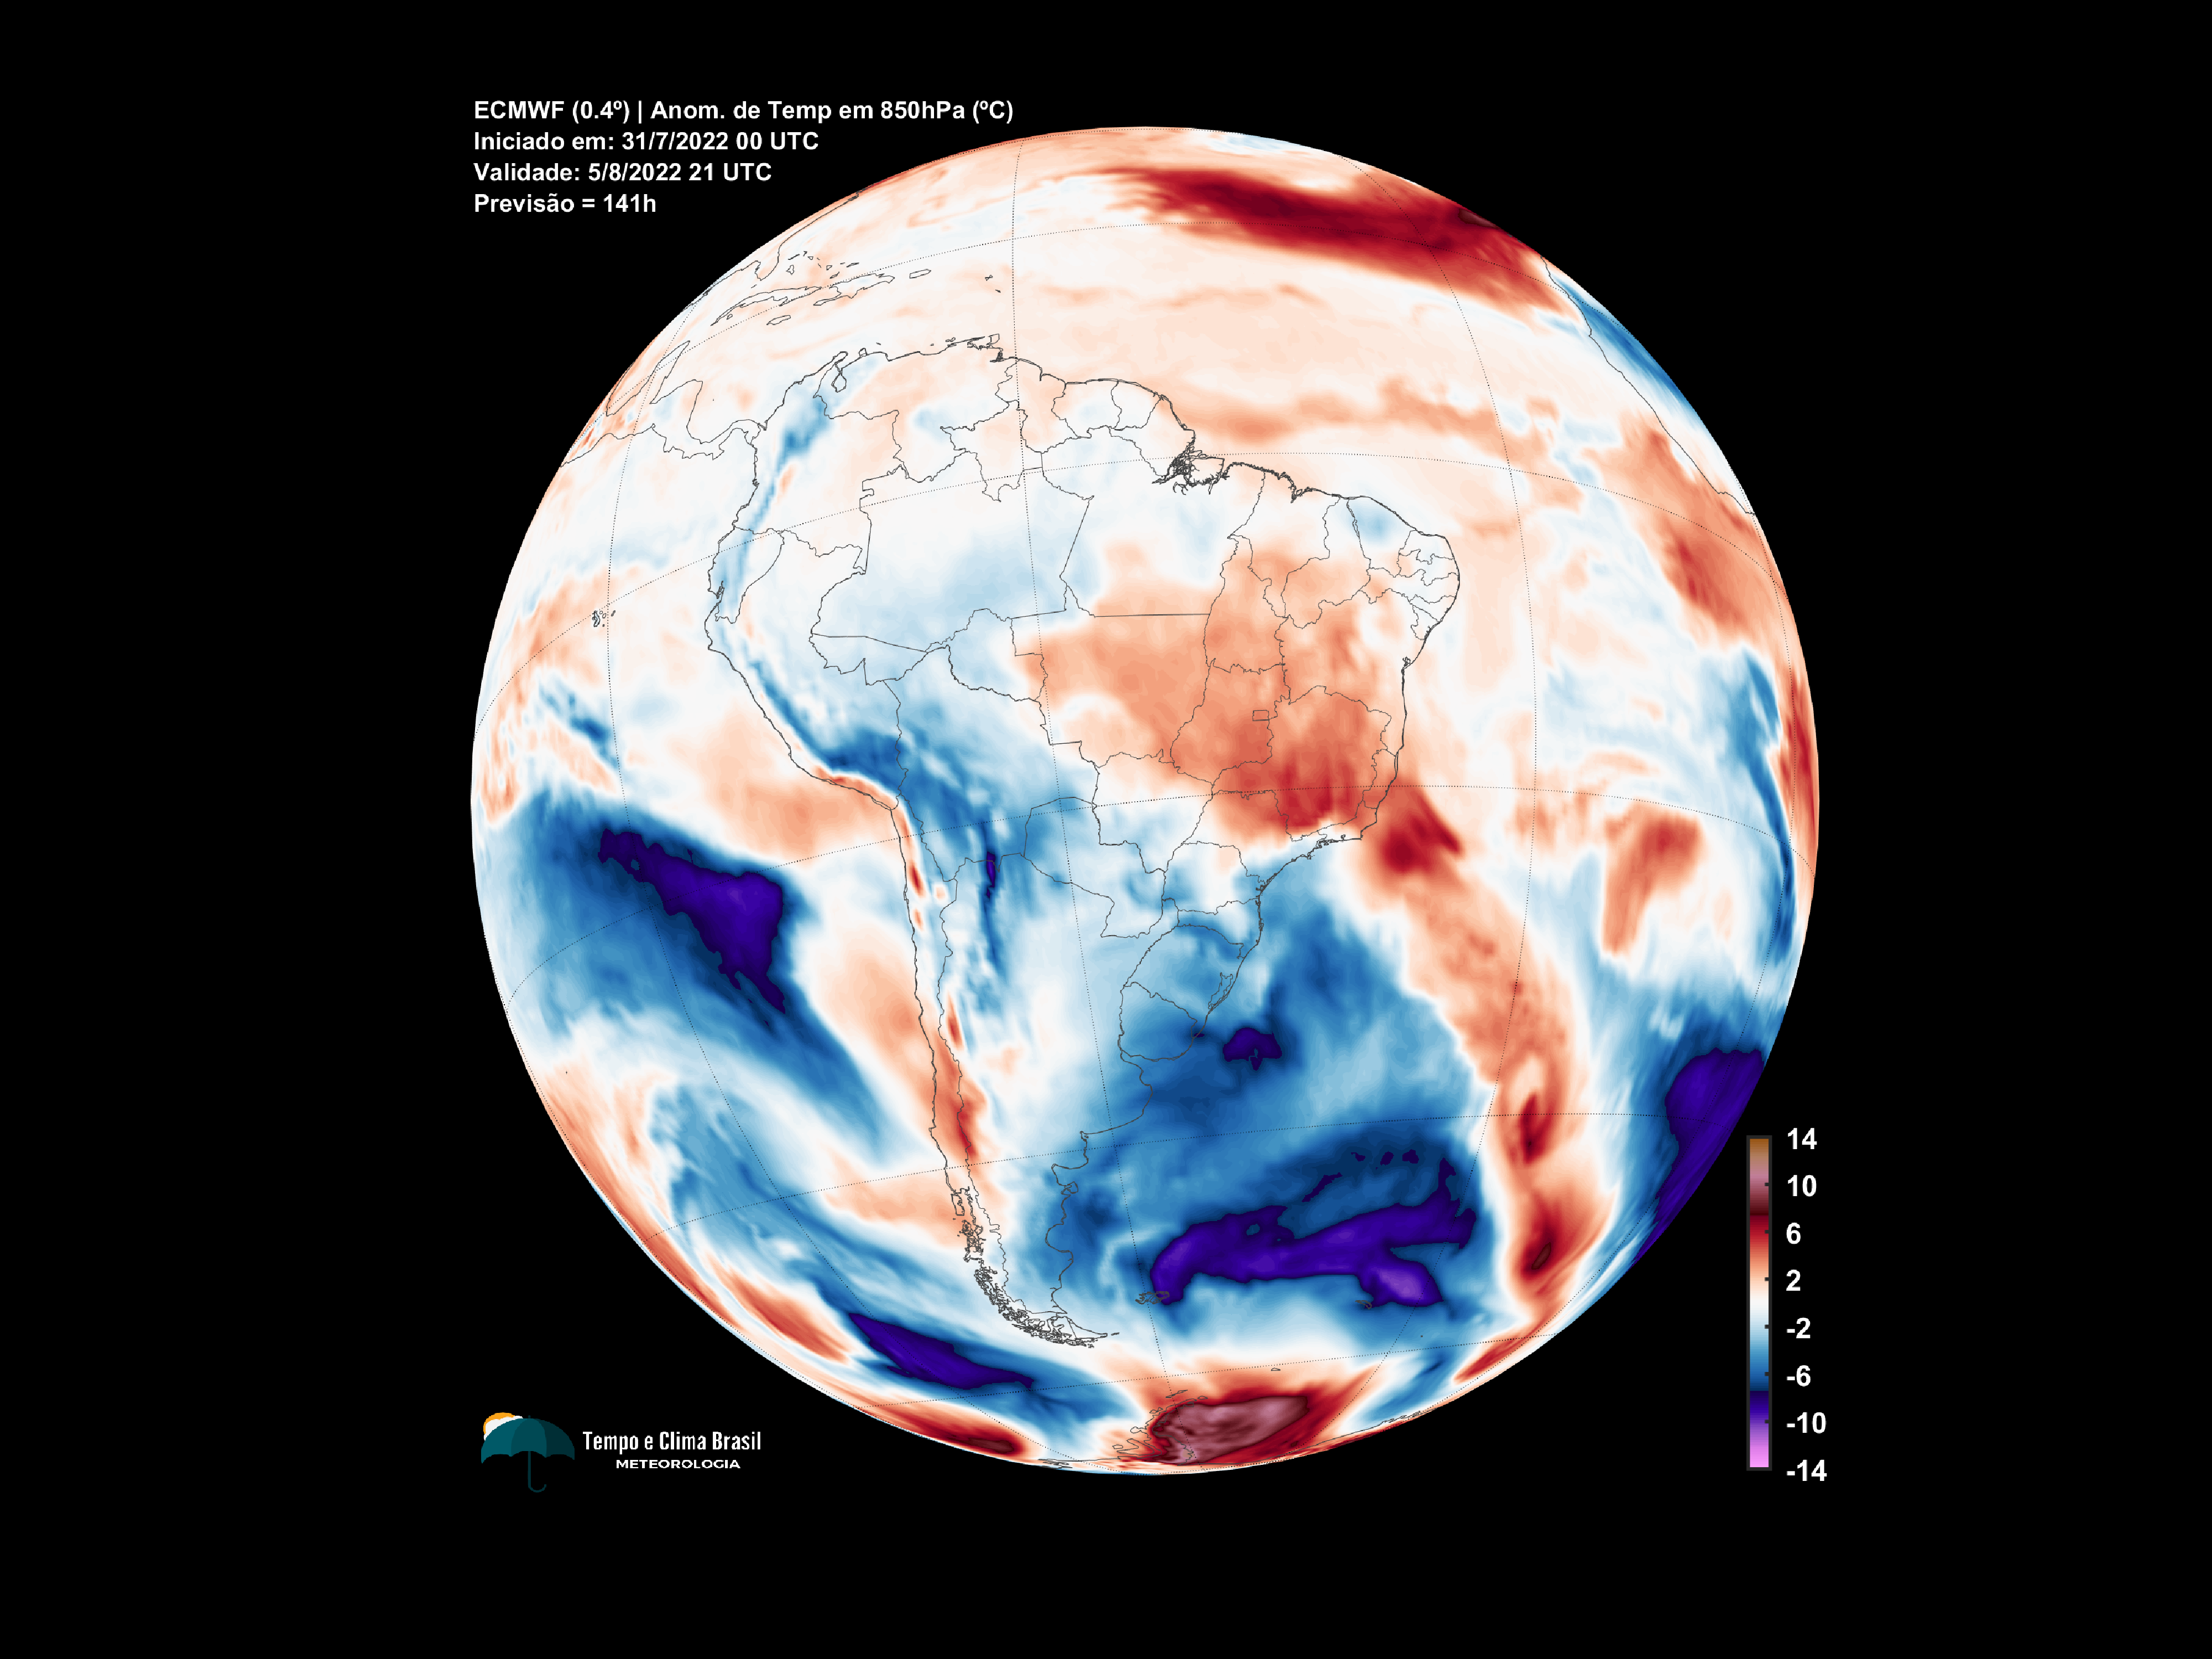 ECMWF (0.4º) | Anom. de Temp em 850hPa (ºC)
Iniciado em: 31/7/2022 00 UTC
Validade: 5/8/2022 21 UTC
Previsão = 141h
14
10
6
2
-2
-6
-10
-14
Tempo e Clima Brasil
METEOROLOGIA